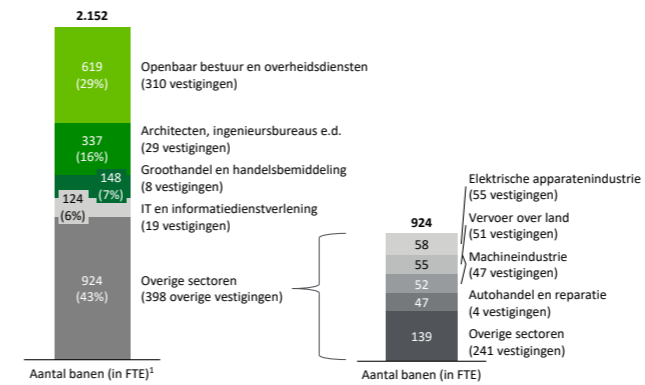 2.152
619
(29%)
Openbaar bestuur en overheidsdiensten
(310 vestigingen)
337
(16%)
Architecten, ingenieursbureaus e.d.
(29 vestigingen)
148
(7%)
Groothandel en handelsbemiddeling
(8 vestigingen)
124
(6%)
IT en informatiedienstverlening
(19 vestigingen)
924
(43%)
Overige sectoren
(398 overige vestigingen)
Aantal banen (in FTE)¹
924
58
Elektrische apparatenindustrie
(55 vestigingen)
55
Vervoer over land
(51 vestigingen)
52
Machineindustrie
(47 vestigingen)
47
Autohandel en reparatie
(4 vestigingen)
139
Overige sectoren
(241 vestigingen)
Aantal banen (in FTE)